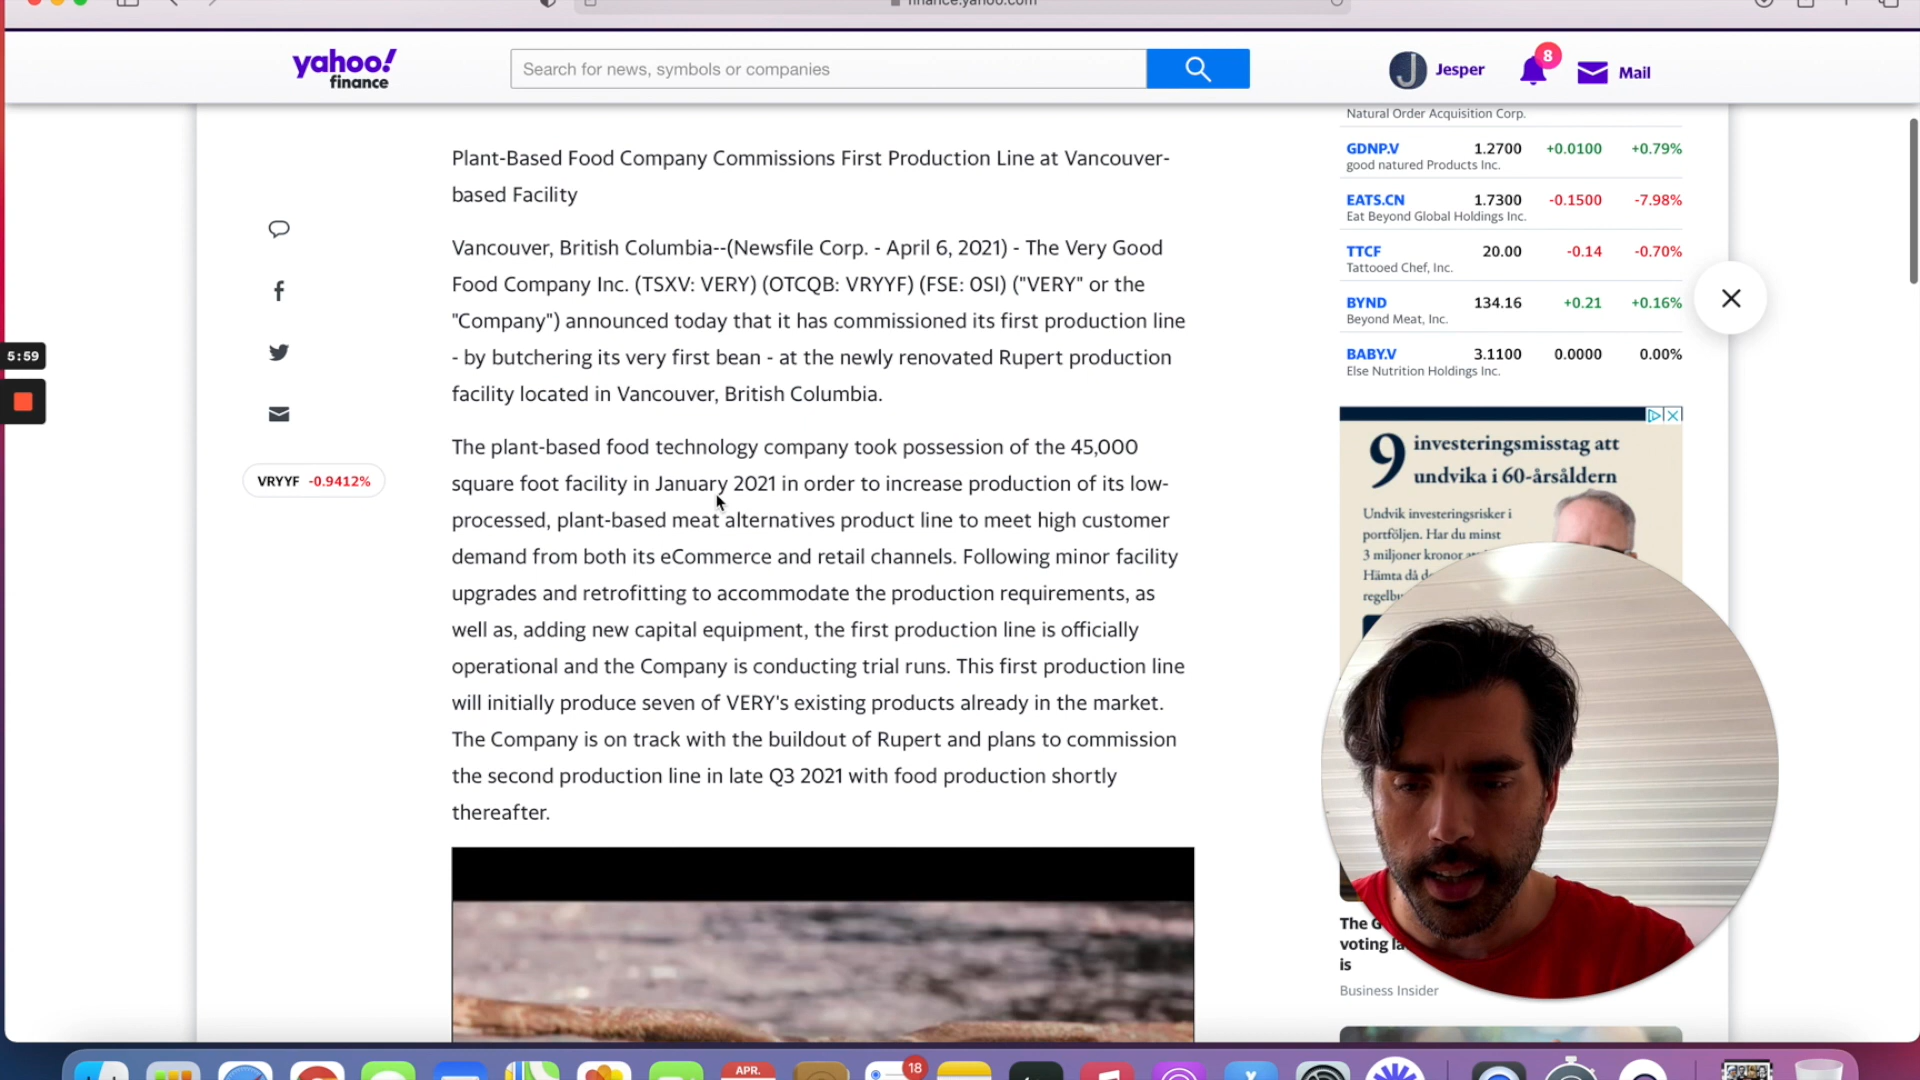 finance.yahoo.com
yahoo!
finance
Search for news, symbols or companies
Jesper
8
Mail
Plant-Based Food Company Commissions First Production Line at Vancouver-
based Facility
Vancouver, British Columbia--(Newsfile Corp. - April 6, 2021) - The Very Good
Food Company Inc. (TSXV: VERY) (OTCQB: VRYYF) (FSE: 0SI) ("VERY" or the
"Company") announced today that it has commissioned its first production line
- by butchering its very first bean - at the newly renovated Rupert production
facility located in Vancouver, British Columbia.
The plant-based food technology company took possession of the 45,000
square foot facility in January 2021 in order to increase production of its low-
processed, plant-based meat alternatives product line to meet high customer
demand from both its eCommerce and retail channels. Following minor facility
upgrades and retrofitting to accommodate the production requirements, as
well as, adding new capital equipment, the first production line is officially
operational and the Company is conducting trial runs. This first production line
will initially produce seven of VERY's existing products already in the market.
The Company is on track with the buildout of Rupert and plans to commission
the second production line in late Q3 2021 with food production shortly
thereafter.
5:59
VRYYF -0.9412%
Natural Order Acquisition Corp.
GDNP.V 1.2700 +0.0100 +0.79%
good natured Products Inc.
EATS.CN 1.7300 -0.1500 -7.98%
Eat Beyond Global Holdings Inc.
TTCF 20.00 -0.14 -0.70%
Tattooed Chef, Inc.
BYND 134.16 +0.21 +0.16%
Beyond Meat, Inc.
BABY.V 3.1100 0.0000 0.00%
Else Nutrition Holdings Inc.
9 investeringsmisstag att
undvika i 60-årsåldern
Undvik investeringsrisker i
portföljen. Har du minst
3 miljoner kronor
Hämta då
The
voting
is
Business Insider
APR.
18